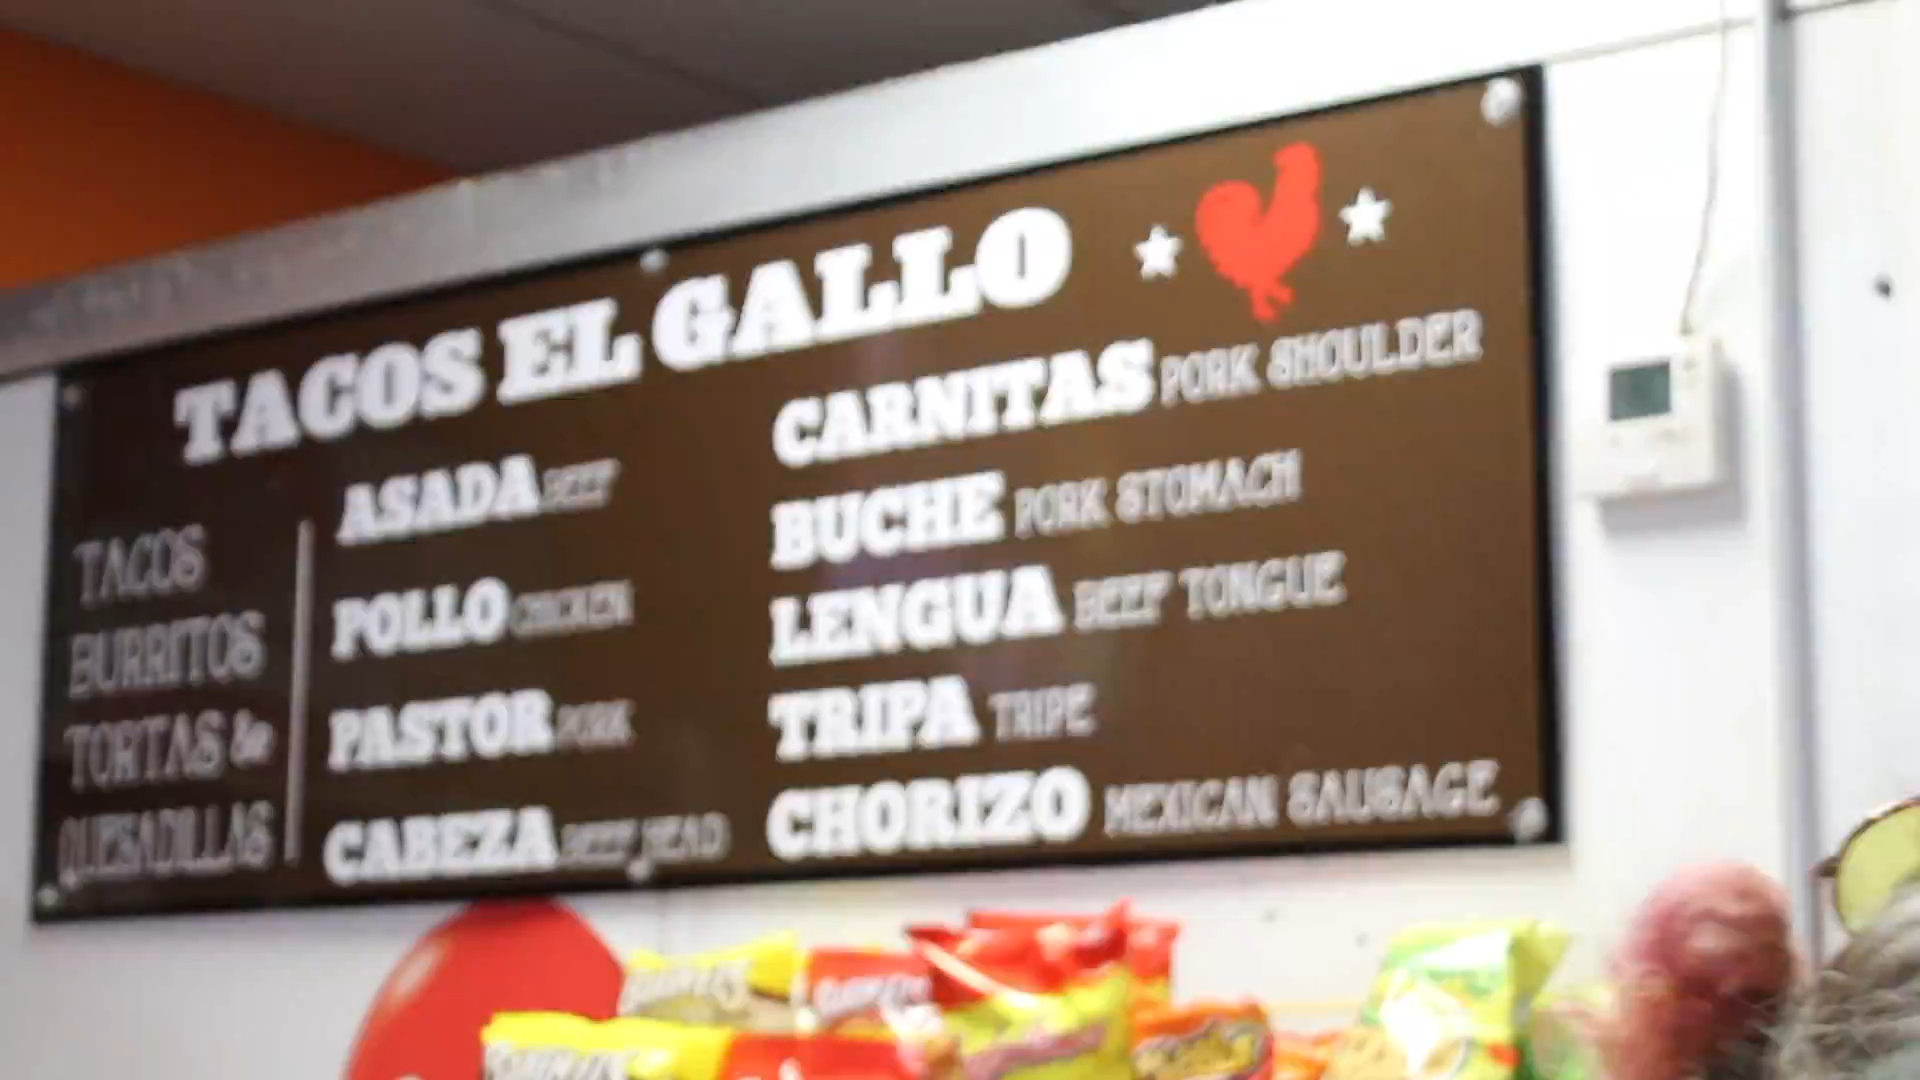 TACOS EL GALLO
TACOS
BURRITOS
TORTAS &
QUESADILLAS
ASADA BEEF
POLLO CHICKEN
PASTOR PORK
CABEZA BEEF HEAD
CARNITAS PORK SHOULDER
BUCHE PORK STOMACH
LENGUA BEEF TONGUE
TRIPA TRIPE
CHORIZO MEXICAN SAUSAGE